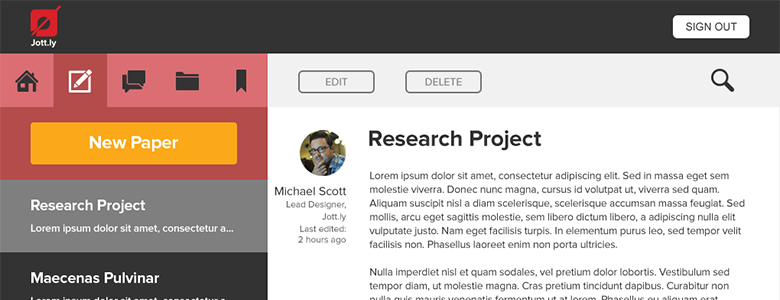 Jott.ly
SIGN OUT
EDIT
DELETE
New Paper
Research Project
Lorem ipsum dolor sit amet, consectetur a...
Maecenas Pulvinar
Michael Scott
Lead Designer,
Jott.ly
Last edited:
2 hours ago
Research Project
Lorem ipsum dolor sit amet, consectetur adipiscing elit. Sed in massa eget sem
molestie viverra. Donec nunc magna, cursus id volutpat ut, viverra sed quam.
Aliquam suscipit nisl a diam scelerisque, scelerisque accumsan massa feugiat. Sed
mollis, arcu eget sagittis molestie, sem libero dictum libero, a adipiscing nulla elit
vulputate justo. Nam eget facilisis turpis. In elementum purus leo, sed tempor velit
facilisis non. Phasellus laoreet enim non porta ultricies.
Nulla imperdiet nisl et quam sodales, vel pretium dolor lobortis. Vestibulum sed
tempor diam, ut molestie magna. Cras pretium tincidunt dapibus. Curabitur non